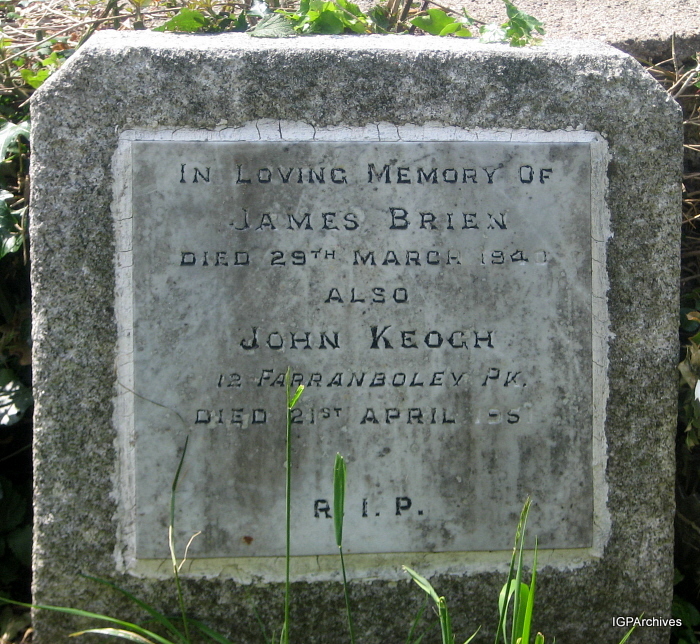 In Loving Memory Of
James Brien
DIED 29TH MARCH
ALSO
John Keogh
12 Farranboley Pk.
DIED 21ST APRIL
R.I.P.
IGPArchives